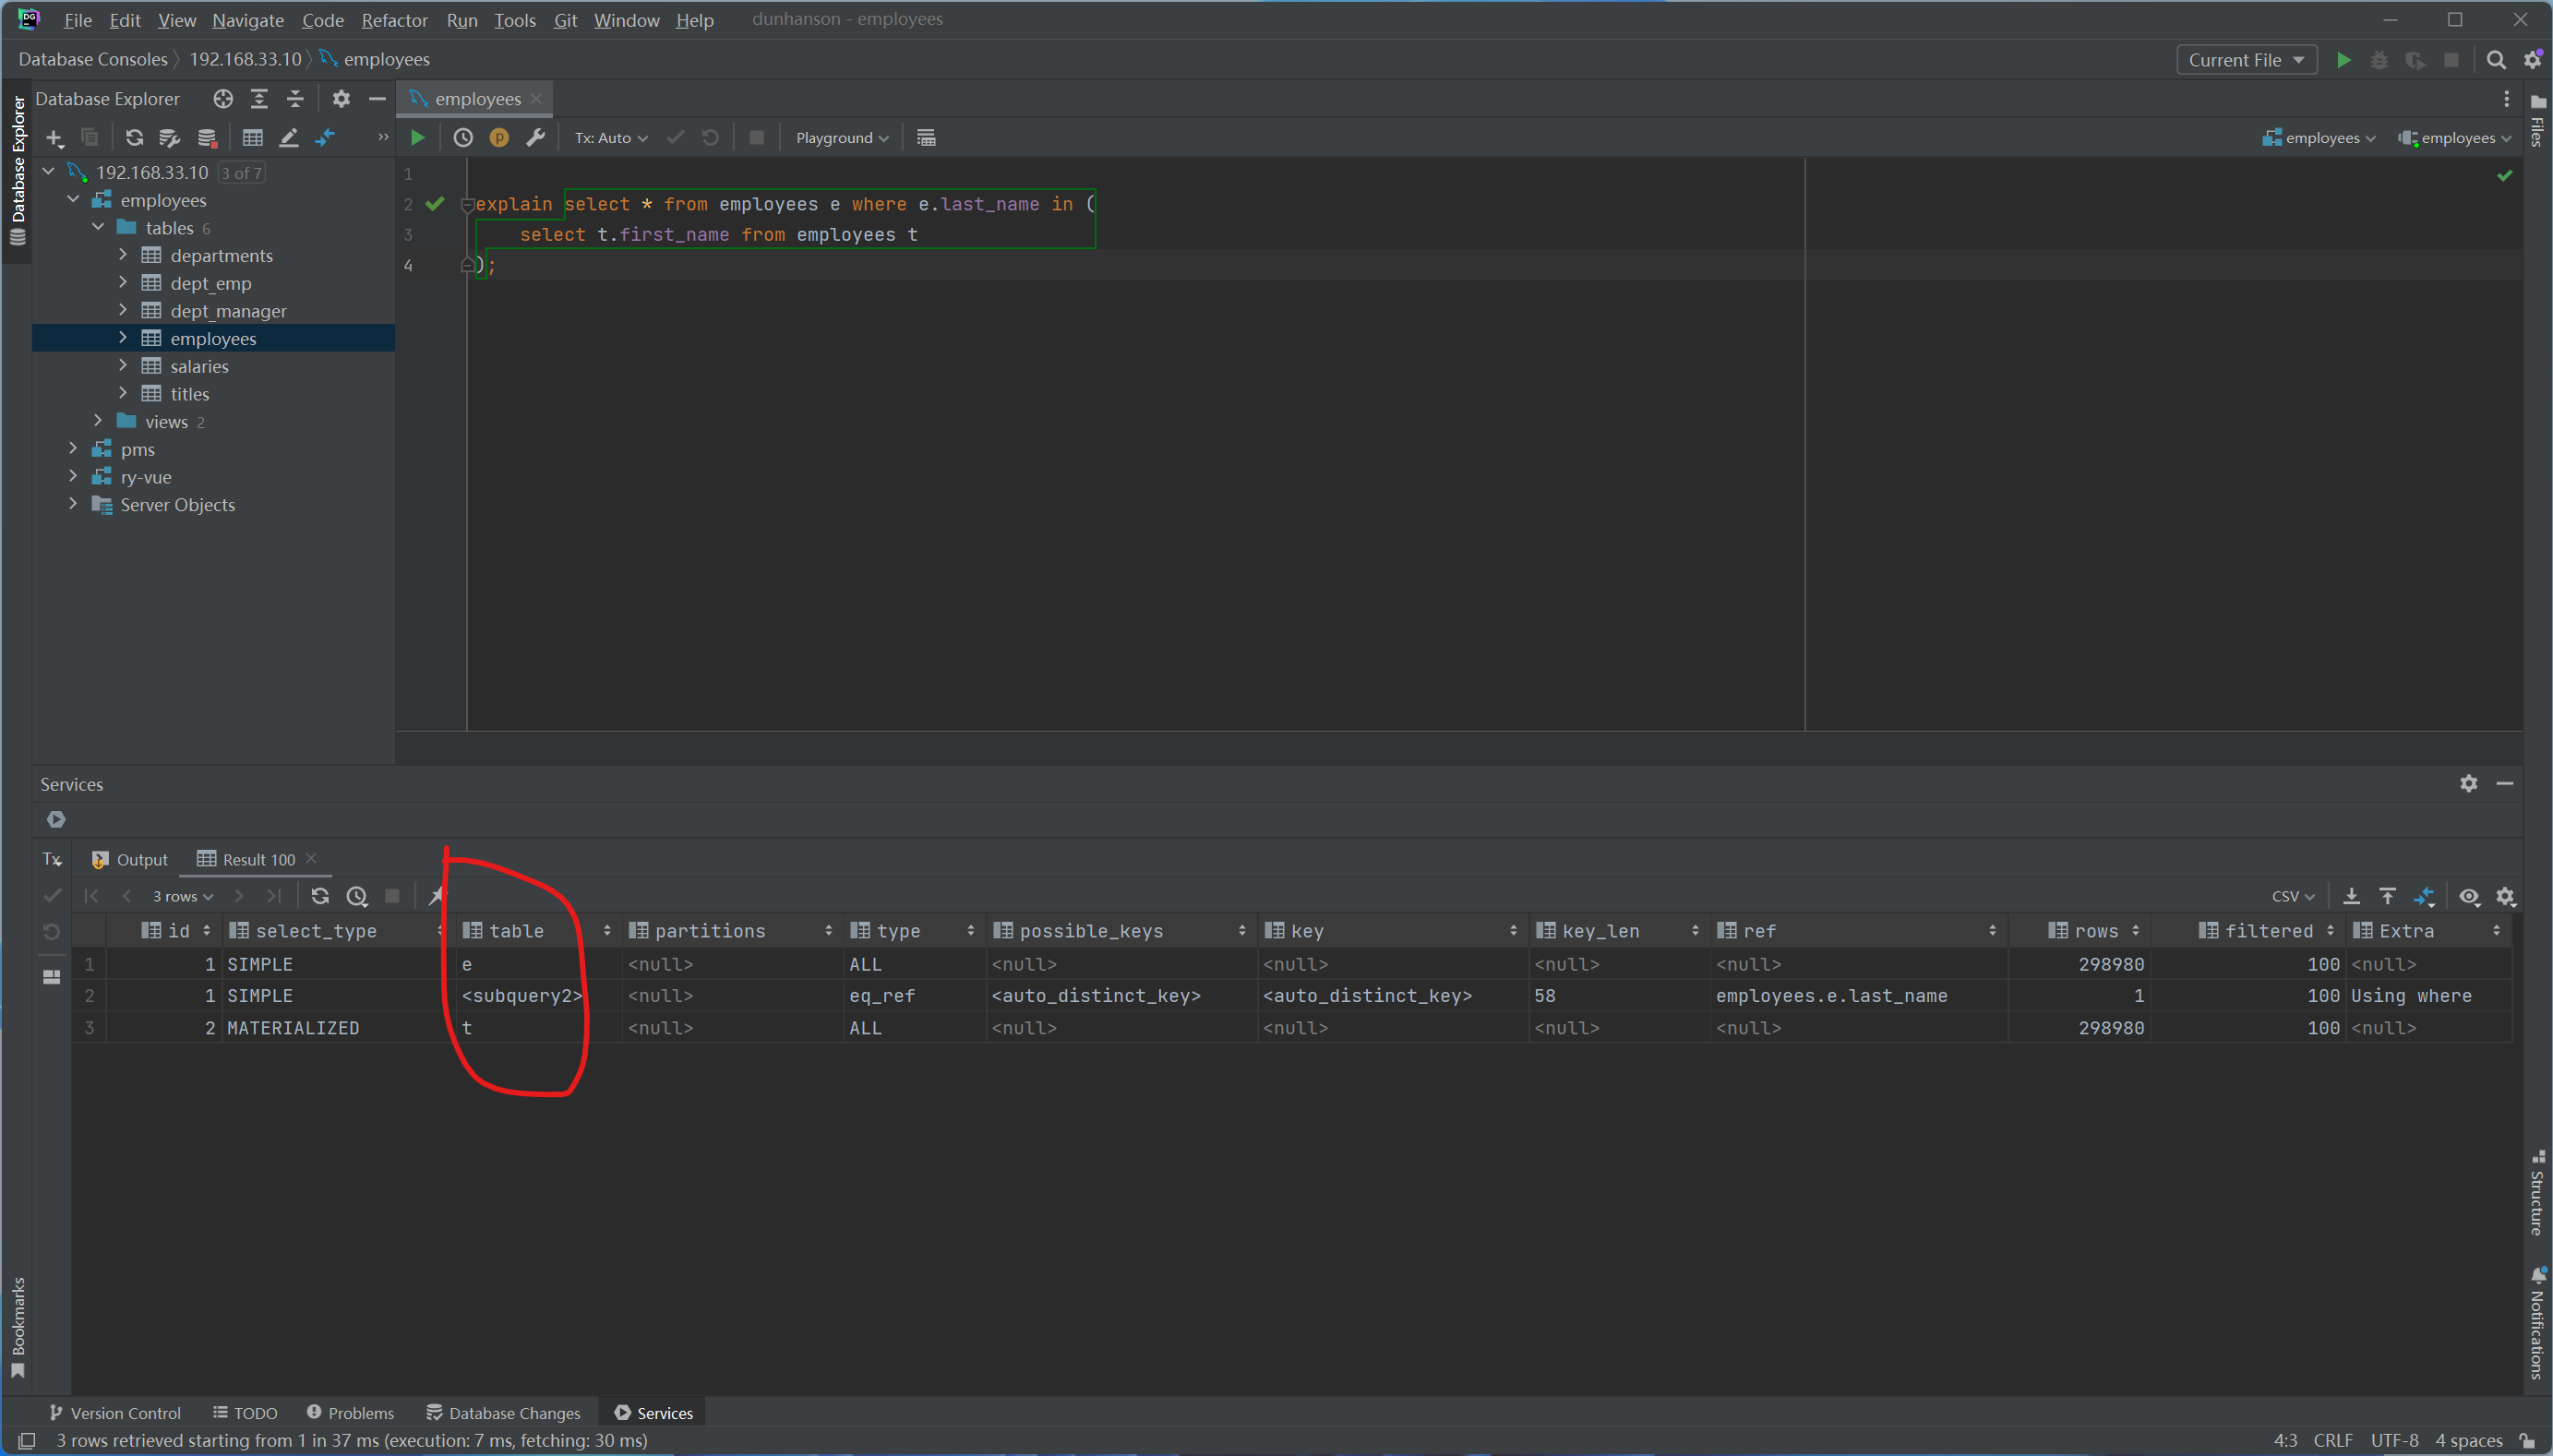 DG File Edit View Navigate Code Refactor Run Tools Git Window Help dunhanson - employees
Database Consoles 192.168.33.10 employees Current File
Database Explorer
Database Explorer
employees
Files
Tx: Auto Playground employees employees
192.168.33.10 3 of 7
employees
tables 6
departments
dept_emp
dept_manager
employees
salaries
titles
views 2
pms
ry-vue
Server Objects
1
2 explain select * from employees e where e.last_name in (
3 select t.first_name from employees t
4 );
Services
Tx Output Result 100
3 rows CSV
id select_type table partitions type possible_keys key key_len ref rows filtered Extra
1 1 SIMPLE e <null> ALL <null> <null> <null> <null> 298980 100 <null>
2 1 SIMPLE <subquery2> <null> eq_ref <auto_distinct_key> <auto_distinct_key> 58 employees.e.last_name 1 100 Using where
3 2 MATERIALIZED t <null> ALL <null> <null> <null> <null> 298980 100 <null>
Structure
Notifications
Bookmarks
Version Control TODO Problems Database Changes Services
3 rows retrieved starting from 1 in 37 ms (execution: 7 ms, fetching: 30 ms) 4:3 CRLF UTF-8 4 spaces